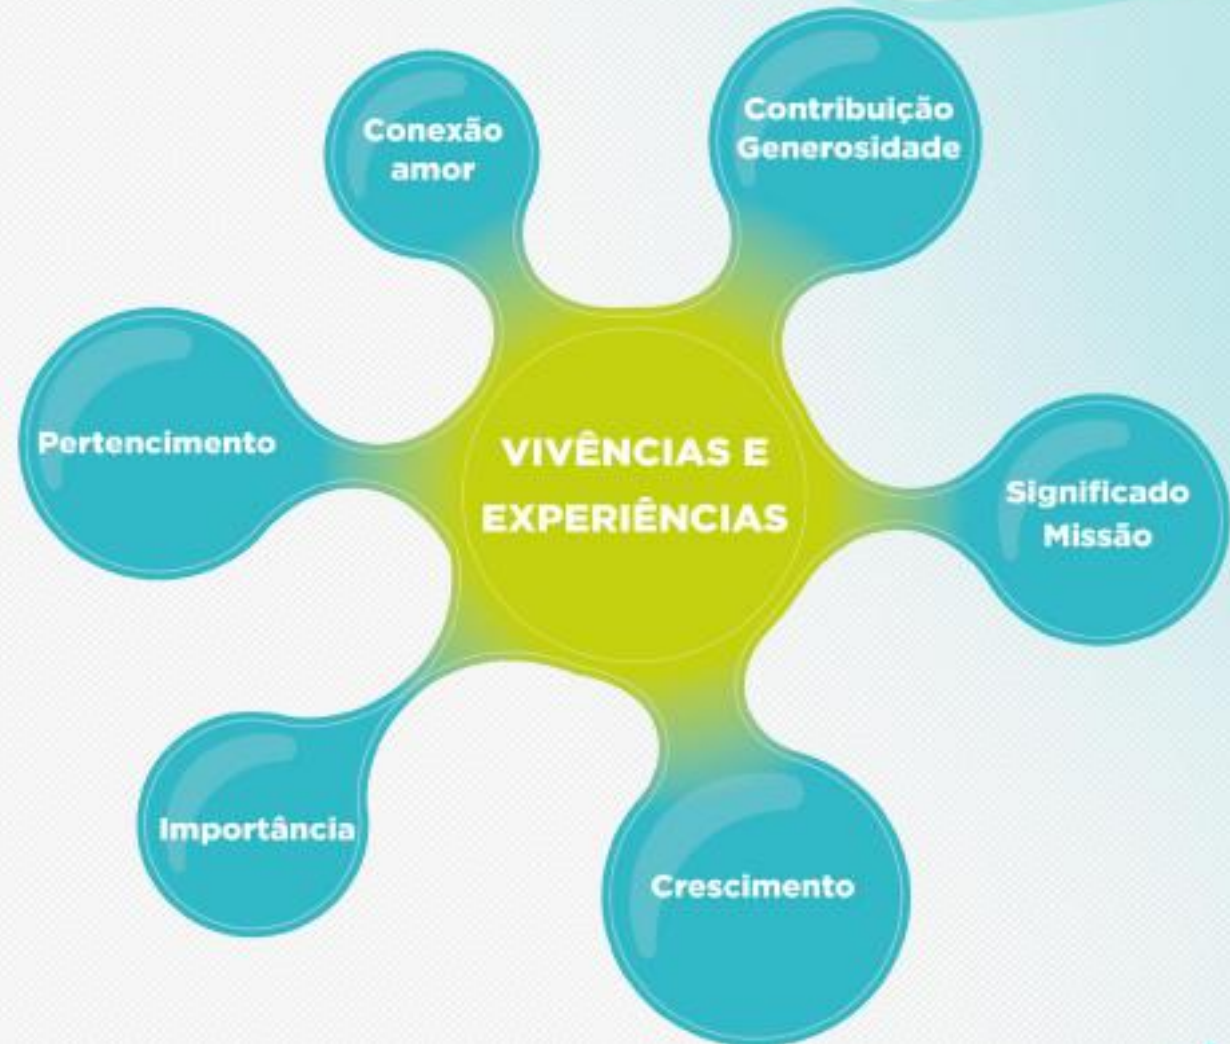 Conexão
amor
Contribuição
Generosidade
Pertencimento
VIVÊNCIAS E
EXPERIÊNCIAS
Significado
Missão
Importância
Crescimento